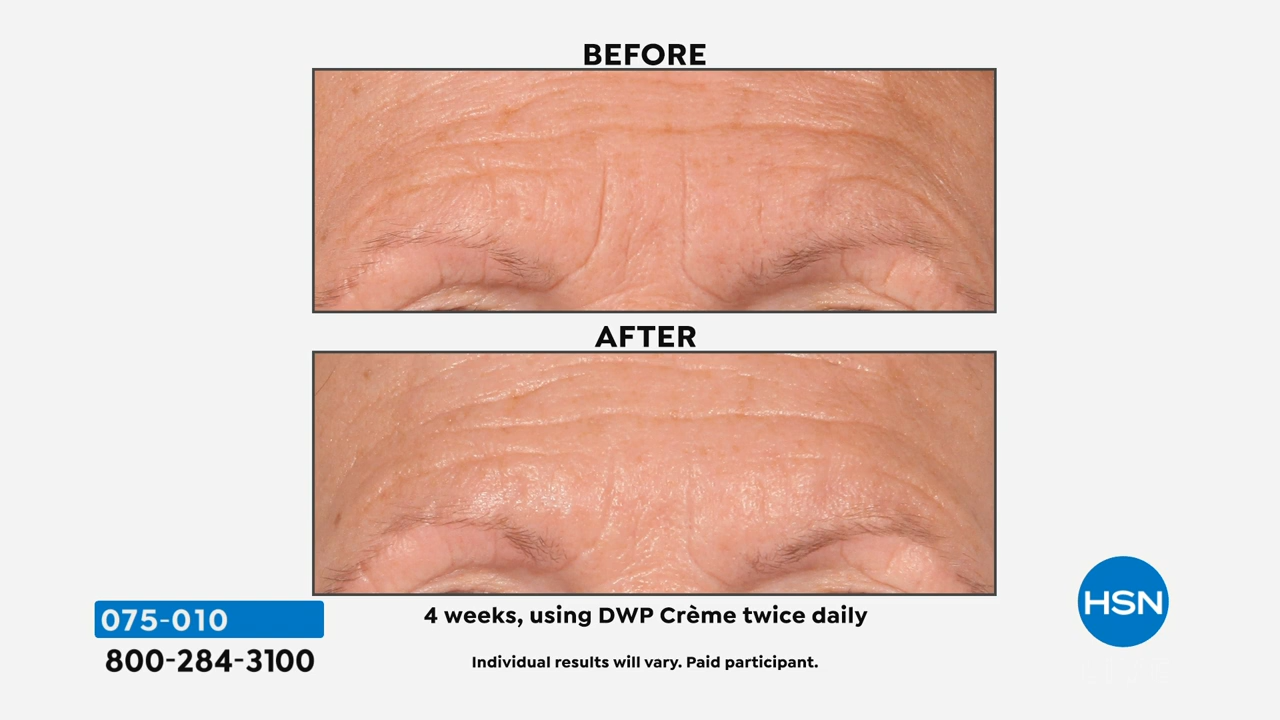 BEFORE
AFTER
4 weeks, using DWP Crème twice daily
Individual results will vary. Paid participant.
075-010
800-284-3100
HSN
LIVE